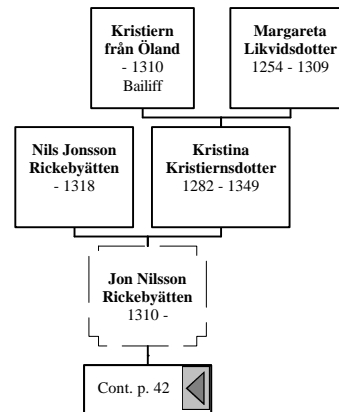 Kristiern
från Öland
- 1310
Bailiff
Margareta
Likvidsdotter
1254 - 1309
Nils Jonsson
Rickebyätten
- 1318
Kristina
Kristiernsdotter
1282 - 1349
Jon Nilsson
Rickebyätten
1310 -
Cont. p. 42